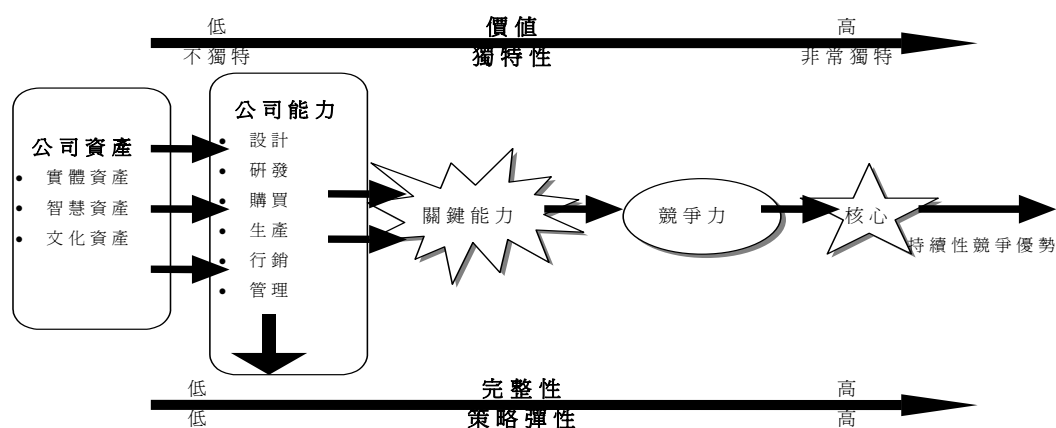 低 價值 高
不獨特 獨特性 非常獨特
公司資產
• 實體資產
• 智慧資產
• 文化資產
公司能力
• 設計
• 研發
• 購買
• 生產
• 行銷
• 管理
關鍵能力
競爭力
核心
持續性競爭優勢
低 完整性 高
低 策略彈性 高